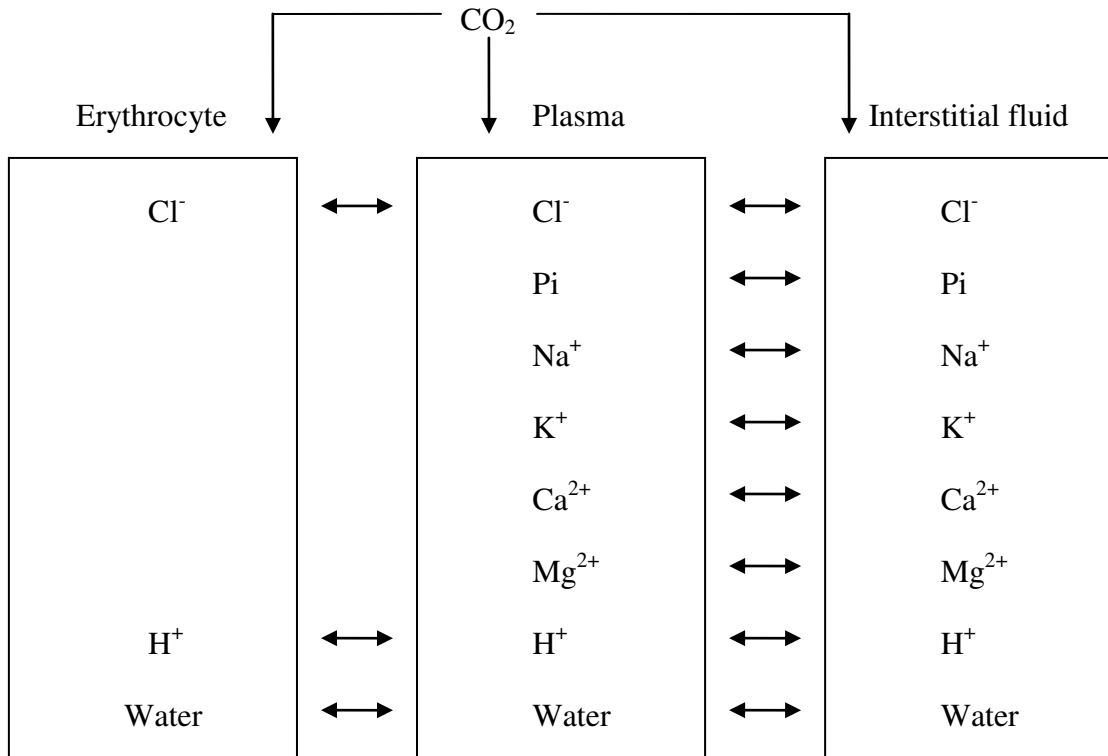 CO₂
Erythrocyte Plasma Interstitial fluid
Cl⁻ Cl⁻ Cl⁻
Pi Pi
Na⁺ Na⁺
K⁺ K⁺
Ca²⁺ Ca²⁺
Mg²⁺ Mg²⁺
H⁺ H⁺ H⁺
Water Water Water